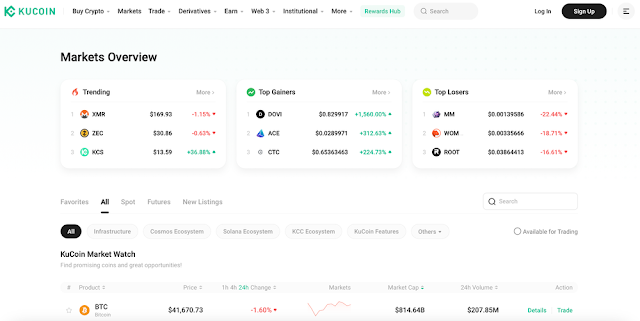 KUCOIN Buy Crypto Markets Trade Derivatives Earn Web 3 Institutional More Rewards Hub Search Log In Sign Up
Markets Overview
Trending More >
1 XMR $169.93 -1.15%
2 ZEC $30.86 -0.63%
3 KCS $13.59 +36.88%
Top Gainers More >
1 DOVI $0.829917 +1,560.00%
2 ACE $0.0289971 +312.63%
3 CTC $0.65363463 +224.73%
Top Losers More >
1 MM $0.00139586 -22.44%
2 WOM $0.00335666 -18.71%
3 ROOT $0.03864413 -16.61%
Favorites All Spot Futures New Listings Search
All Infrastructure Cosmos Ecosystem Solana Ecosystem KCC Ecosystem KuCoin Features Others Available for Trading
KuCoin Market Watch
Find promising coins and great opportunities!
# Product Price 1h 4h 24h Change Markets Market Cap 24h Volume Action
BTC $41,670.73 -1.60% $814.64B $207.85M Details Trade
Bitcoin